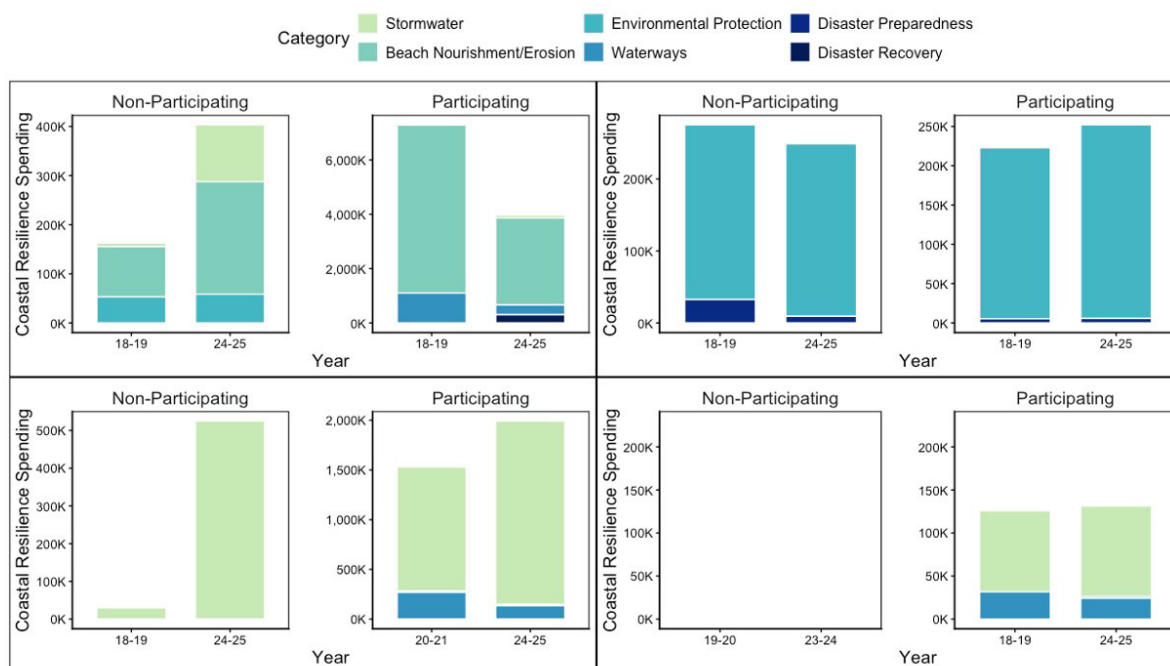 Category
Stormwater
Environmental Protection
Disaster Preparedness
Beach Nourishment/Erosion
Waterways
Disaster Recovery
Non-Participating
Participating
Coastal Resilience Spending
400K
300K
200K
100K
0K
6,000K
4,000K
2,000K
0K
18-19
24-25
18-19
24-25
Year
Non-Participating
Participating
Coastal Resilience Spending
200K
100K
0K
250K
200K
150K
100K
50K
0K
18-19
24-25
18-19
24-25
Year
Non-Participating
Participating
Coastal Resilience Spending
500K
400K
300K
200K
100K
0K
2,000K
1,500K
1,000K
500K
0K
18-19
24-25
20-21
24-25
Year
Non-Participating
Participating
Coastal Resilience Spending
200K
150K
100K
50K
0K
200K
150K
100K
50K
0K
19-20
23-24
18-19
24-25
Year